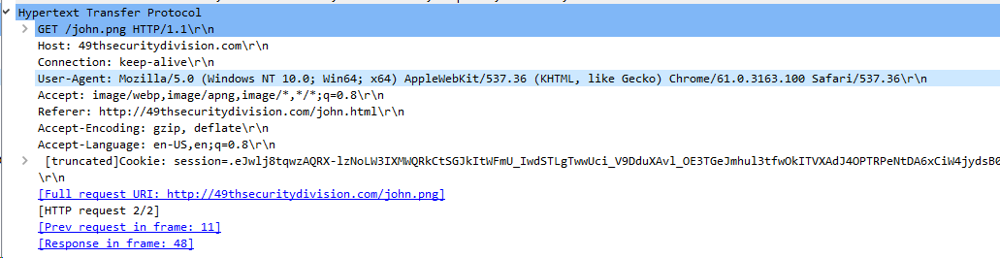 Hypertext Transfer Protocol
GET /john.png HTTP/1.1\r\n
Host: 49thsecuritydivision.com\r\n
Connection: keep-alive\r\n
User-Agent: Mozilla/5.0 (Windows NT 10.0; Win64; x64) AppleWebKit/537.36 (KHTML, like Gecko) Chrome/61.0.3163.100 Safari/537.36\r\n
Accept: image/webp,image/apng,image/*,*/*;q=0.8\r\n
Referer: http://49thsecuritydivision.com/john.html\r\n
Accept-Encoding: gzip, deflate\r\n
Accept-Language: en-US,en;q=0.8\r\n
[truncated]Cookie: session=.eJwlj8tqwzAQRX-lzNoLW3IXMWQRkCtSGJkItWFmU_IwdSTLgTwwUci_V9DduXAvl_OE3TGeJmhul3tfwOkITVXAdJ4OPTRPeNtDA6xCiW4jydsB0
\r\n
[Full request URI: http://49thsecuritydivision.com/john.png]
[HTTP request 2/2]
[Prev request in frame: 11]
[Response in frame: 48]